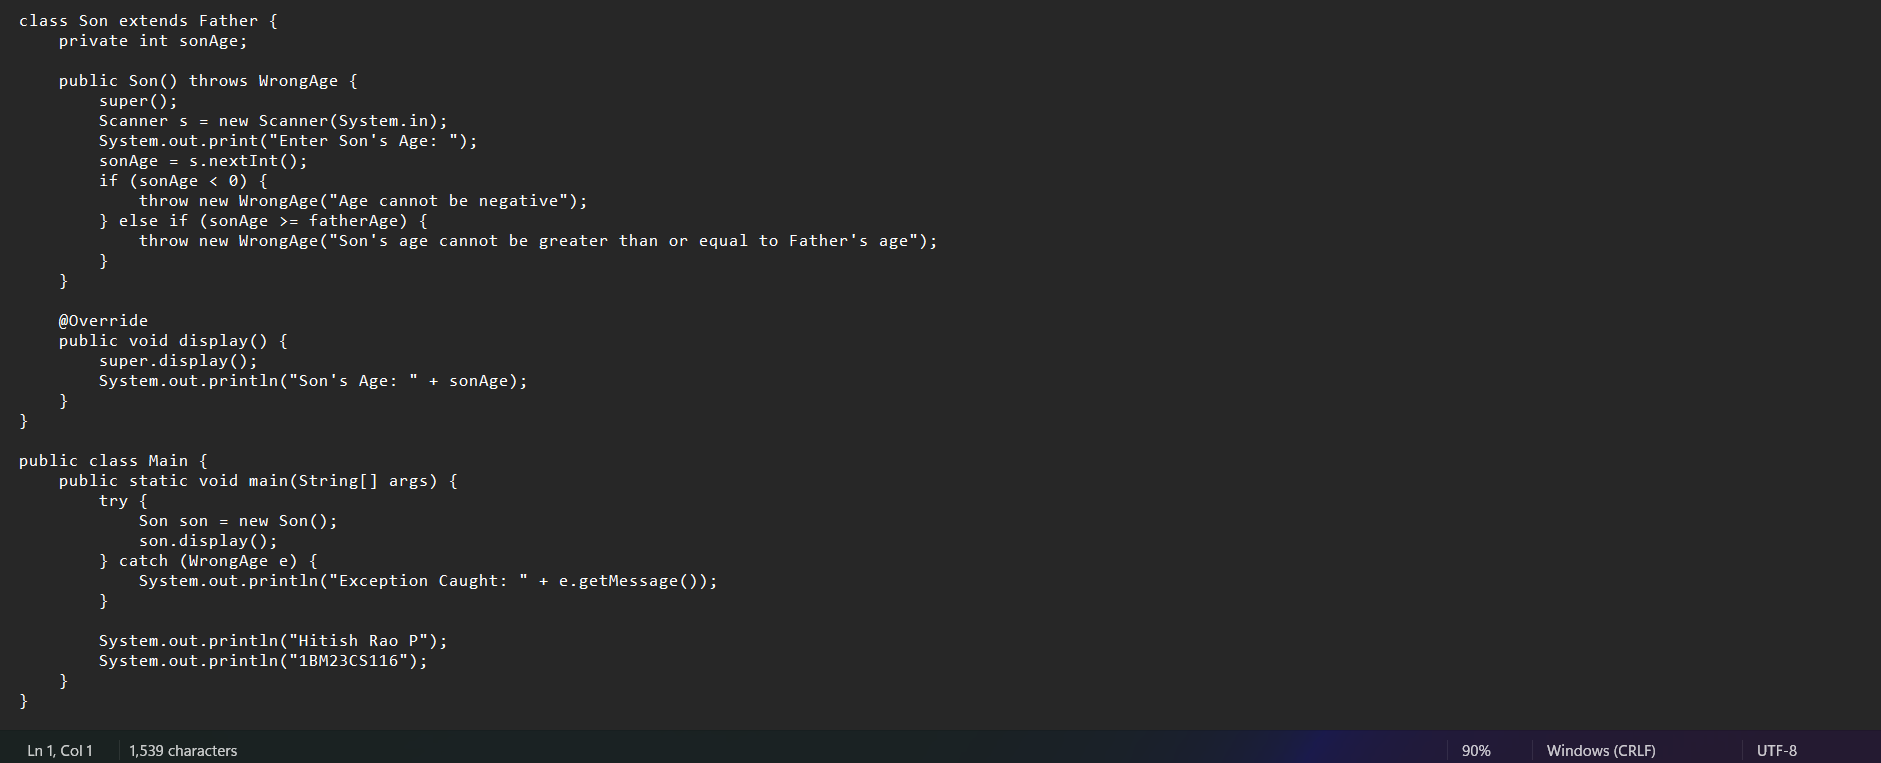 class Son extends Father {
    private int sonAge;

    public Son() throws WrongAge {
        super();
        Scanner s = new Scanner(System.in);
        System.out.print("Enter Son's Age: ");
        sonAge = s.nextInt();
        if (sonAge < 0) {
            throw new WrongAge("Age cannot be negative");
        } else if (sonAge >= fatherAge) {
            throw new WrongAge("Son's age cannot be greater than or equal to Father's age");
        }
    }

    @Override
    public void display() {
        super.display();
        System.out.println("Son's Age: " + sonAge);
    }
}

public class Main {
    public static void main(String[] args) {
        try {
            Son son = new Son();
            son.display();
        } catch (WrongAge e) {
            System.out.println("Exception Caught: " + e.getMessage());
        }

        System.out.println("Hitish Rao P");
        System.out.println("1BM23CS116");
    }
}
Ln 1, Col 1 1,539 characters 90% Windows (CRLF) UTF-8